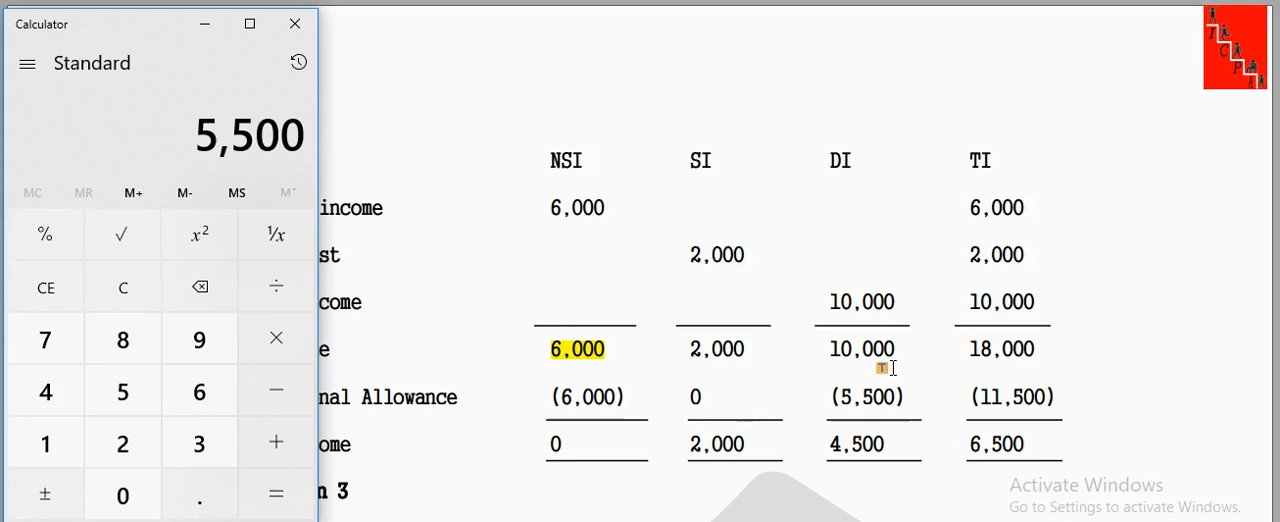 Calculator
Standard
5,500
MC MR M+ M- MS M˅
% √ x² ¹/x
CE C ÷
7 8 9 ×
4 5 6 −
1 2 3 +
± 0 . =
I
C
P
A
NSI SI DI TI
income 6,000 6,000
st 2,000 2,000
come 10,000 10,000
e 6,000 2,000 10,000 18,000
T
nal Allowance (6,000) 0 (5,500) (11,500)
ome 0 2,000 4,500 6,500
n 3
Activate Windows
Go to Settings to activate Windows.